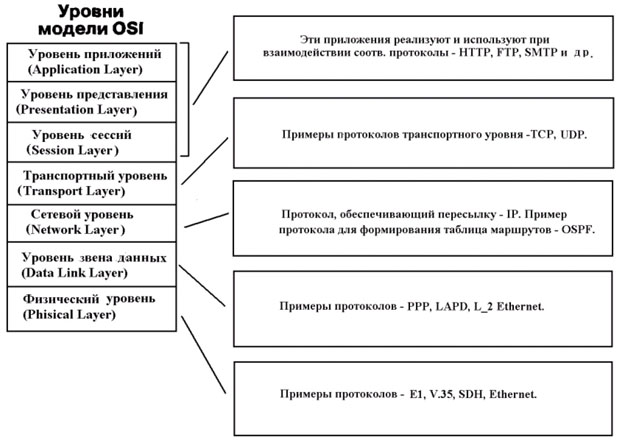 Уровни
модели OSI
Уровень приложений
(Application Layer)
Уровень представления
(Presentation Layer)
Уровень сессий
(Session Layer)
Транспортный уровень
(Transport Layer)
Сетевой уровень
(Network Layer)
Уровень звена данных
(Data Link Layer)
Физический уровень
(Phisical Layer)
Эти приложения реализуют и используют при
взаимодействии соотв. протоколы - HTTP, FTP, SMTP и др.
Примеры протоколов транспортного уровня -TCP, UDP.
Протокол, обеспечивающий пересылку - IP. Пример
протокола для формирования таблица маршрутов - OSPF.
Примеры протоколов - PPP, LAPD, L_2 Ethernet.
Примеры протоколов - E1, V.35, SDH, Ethernet.